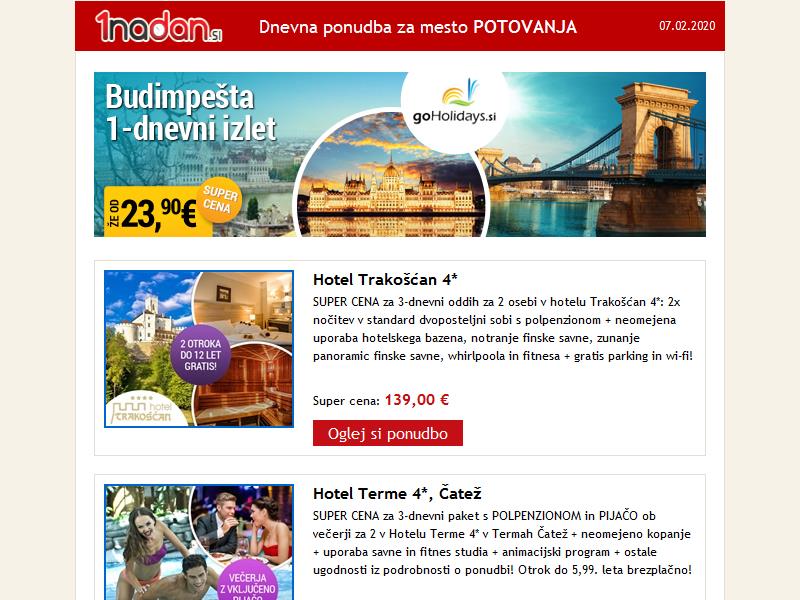 1nadan.si
Dnevna ponudba za mesto POTOVANJA
07.02.2020
Budimpešta
1-dnevni izlet
goHolidays.si
ŽE OD
23,90€
SUPER
CENA
Hotel Trakošćan 4*
SUPER CENA za 3-dnevni oddih za 2 osebi v hotelu Trakošćan 4*: 2x
nočitev v standard dvoposteljni sobi s polpenzionom + neomejena
uporaba hotelskega bazena, notranje finske savne, zunanje
panoramic finske savne, whirlpoola in fitnesa + gratis parking in wi-fi!
2 OTROKA
DO 12 LET
GRATIS!
hotel
TRAKOŠĆAN
Super cena: 139,00 €
Oglej si ponudbo
Hotel Terme 4*, Čatež
SUPER CENA za 3-dnevni paket s POLPENZIONOM in PIJAČO ob
večerji za 2 v Hotelu Terme 4* v Termah Čatež + neomejeno kopanje
+ uporaba savne in fitnes studia + animacijski program + ostale
ugodnosti iz podrobnosti o ponudbi! Otrok do 5,99. leta brezplačno!
VEČERJA
Z VKLJUČENO
PIJAČO